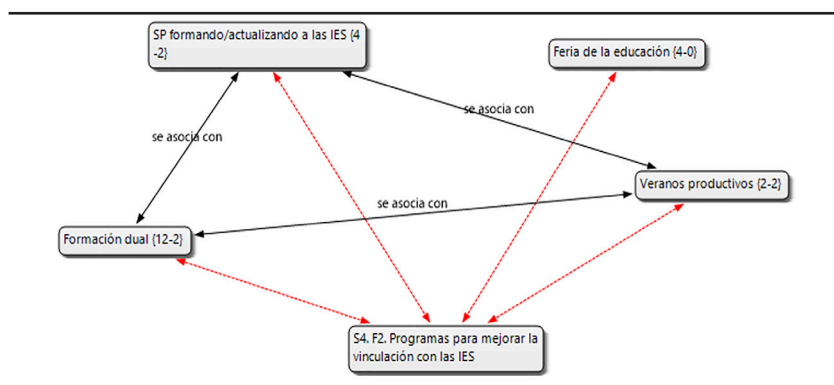 SP formando/actualizando a las IES {4
-2}
Feria de la educación {4-0}
se asocia con
se asocia con
Veranos productivos {2-2}
se asocia con
Formación dual {12-2}
S4. F2. Programas para mejorar la
vinculación con las IES